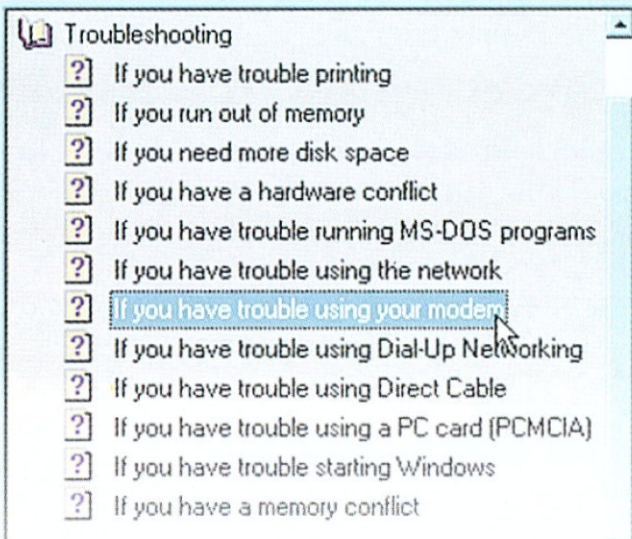 Troubleshooting
If you have trouble printing
If you run out of memory
If you need more disk space
If you have a hardware conflict
If you have trouble running MS-DOS programs
If you have trouble using the network
If you have trouble using your modem
If you have trouble using Dial-Up Networking
If you have trouble using Direct Cable
If you have trouble using a PC card (PCMCIA)
If you have trouble starting Windows
If you have a memory conflict